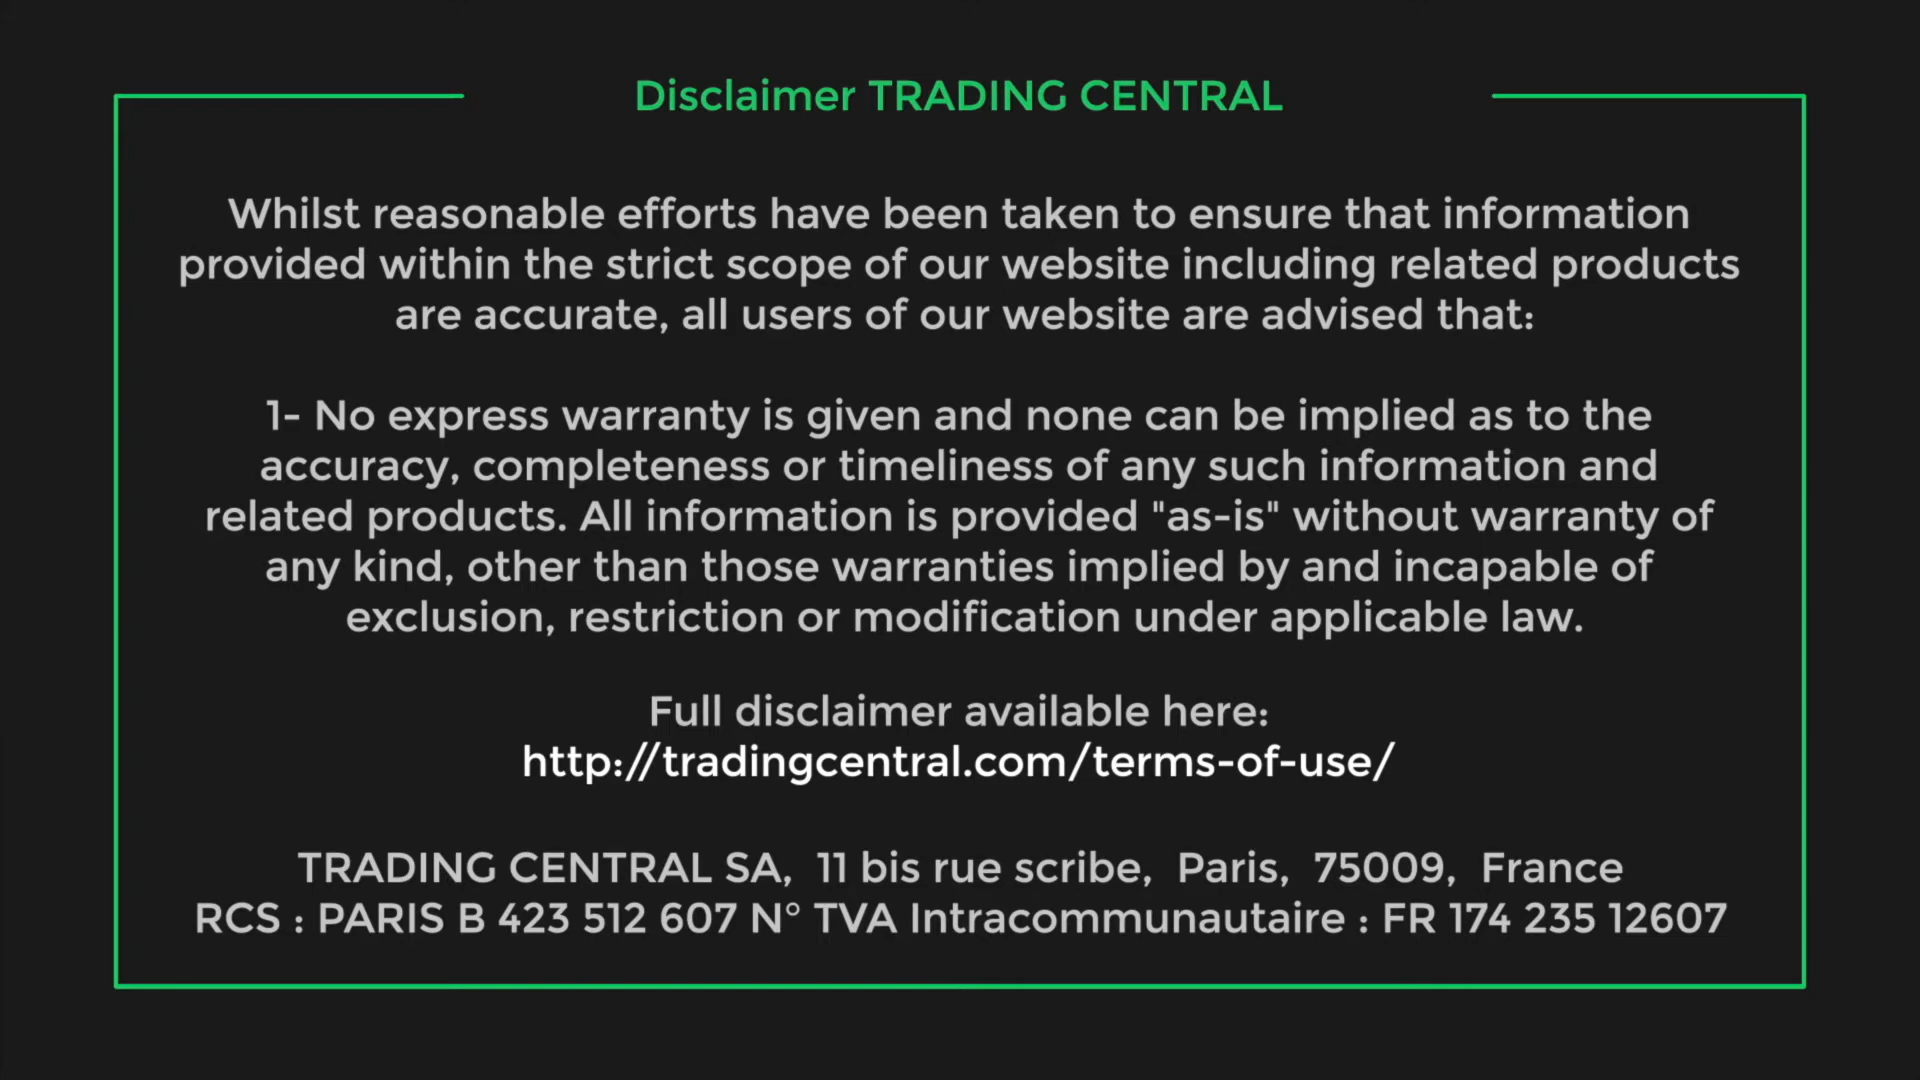 Disclaimer TRADING CENTRAL
Whilst reasonable efforts have been taken to ensure that information
provided within the strict scope of our website including related products
are accurate, all users of our website are advised that:
1- No express warranty is given and none can be implied as to the
accuracy, completeness or timeliness of any such information and
related products. All information is provided "as-is" without warranty of
any kind, other than those warranties implied by and incapable of
exclusion, restriction or modification under applicable law.
Full disclaimer available here:
http://tradingcentral.com/terms-of-use/
TRADING CENTRAL SA, 11 bis rue scribe, Paris, 75009, France
RCS : PARIS B 423 512 607 N° TVA Intracommunautaire : FR 174 235 12607